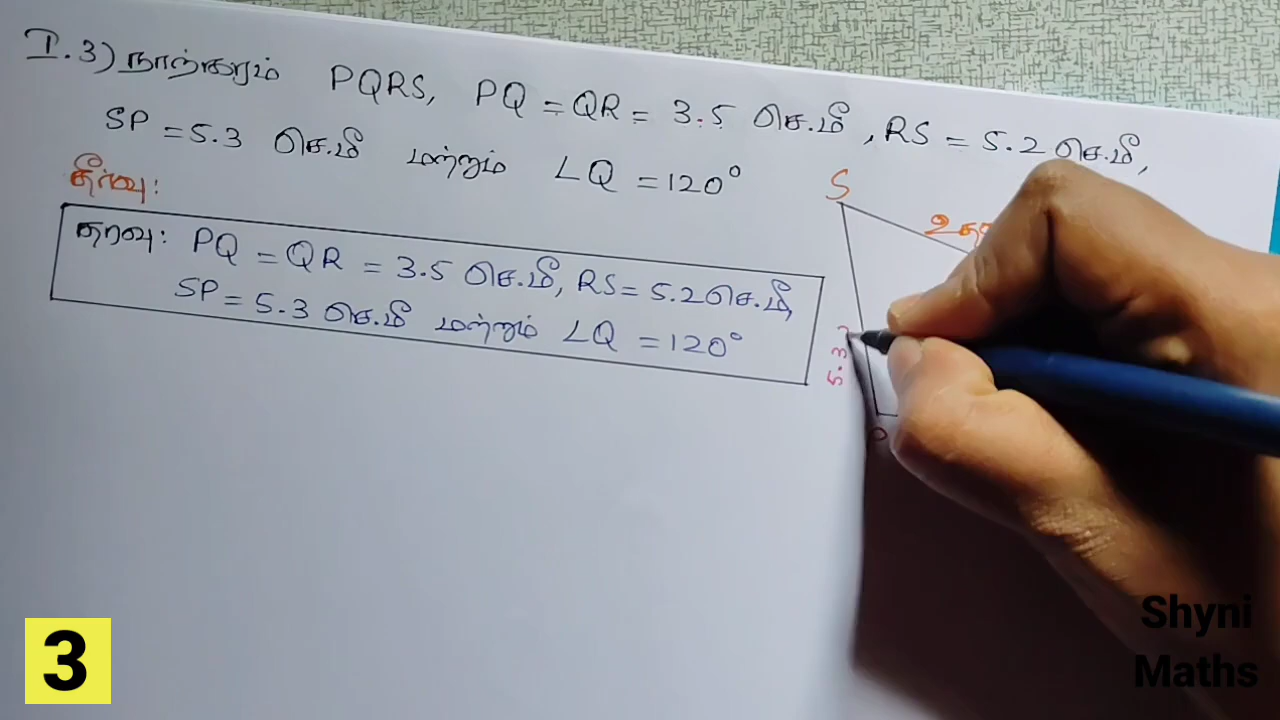 I.3) நாற்கரம் PQRS, PQ = QR = 3.5 செ.மீ, RS = 5.2 செ.மீ,
SP = 5.3 செ.மீ மற்றும் ∠Q = 120°
தீர்வு:
தரவு: PQ = QR = 3.5 செ.மீ, RS = 5.2 செ.மீ,
SP = 5.3 செ.மீ மற்றும் ∠Q = 120°
S
5.3
P
3
Shyni
Maths